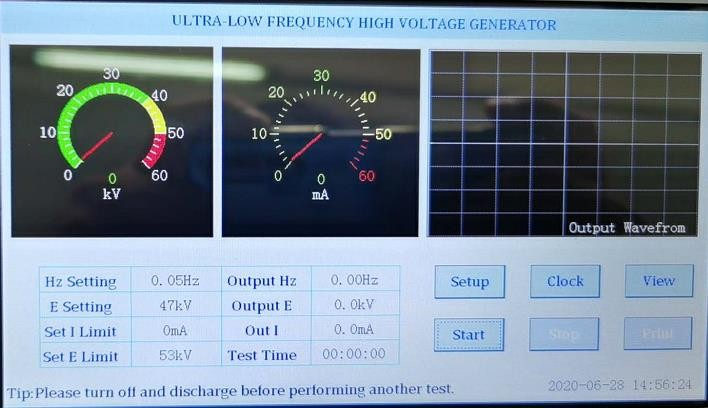 ULTRA-LOW FREQUENCY HIGH VOLTAGE GENERATOR
0 10 20 30 40 50 60
0
kV
0 10 20 30 40 50 60
0
mA
Output Wavefrom
Hz Setting 0.05Hz Output Hz 0.00Hz
E Setting 47kV Output E 0.0kV
Set I Limit 0mA Out I 0.0mA
Set E Limit 53kV Test Time 00:00:00
Setup Clock View
Start Stop Print
Tip:Please turn off and discharge before performing another test.
2020-06-28 14:56:24